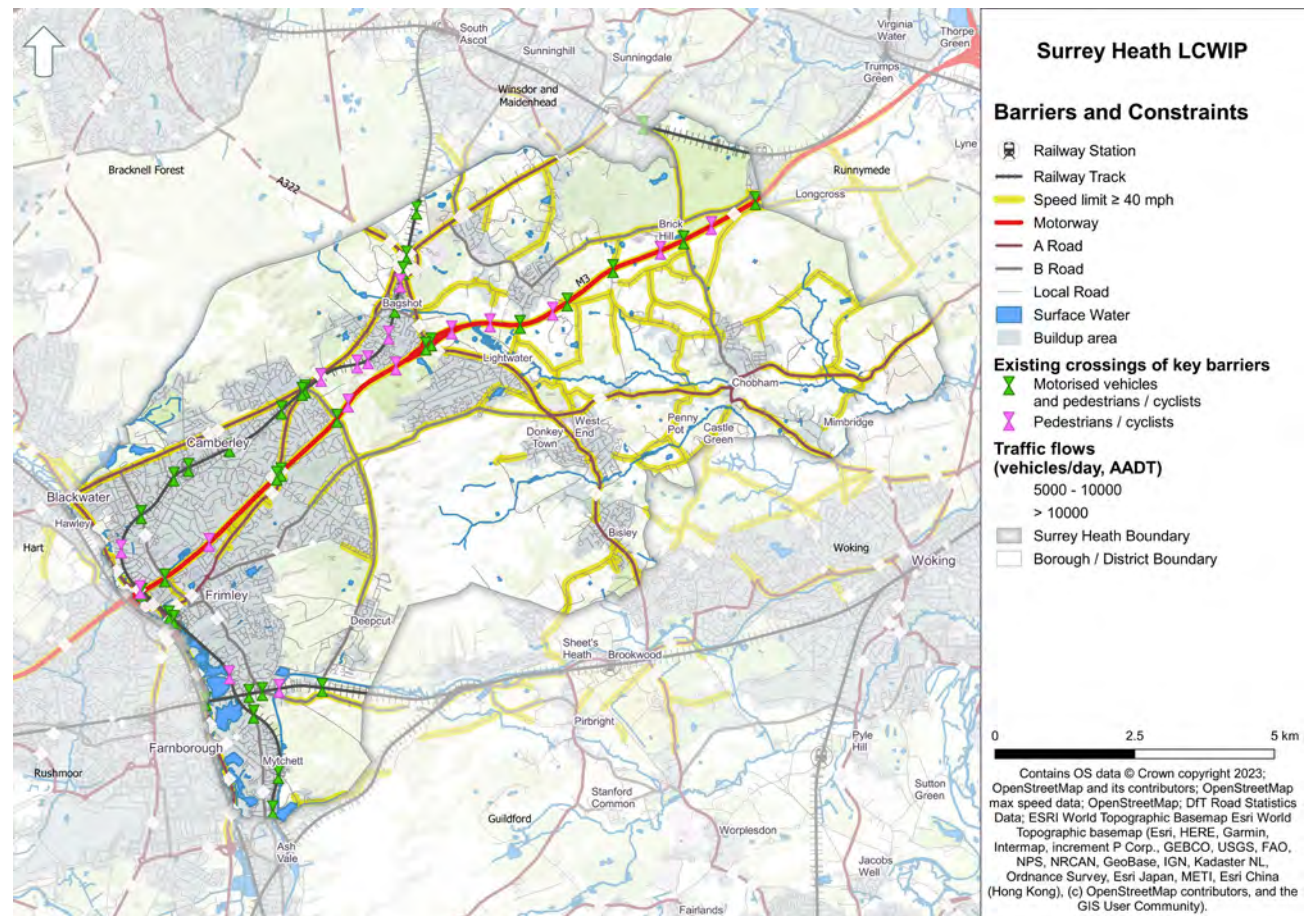 South
Ascot
Sunninghill
Sunningdale
Virginia
Water
Thorpe
Green
Trumps
Green
Winsdor and
Maidenhead
Lyne
Bracknell Forest
A322
Runnymede
Longcross
Brick
Hill
M3
Bagshot
Lightwater
Chobham
Camberley
West
End
Donkey
Town
Penny
Pot
Castle
Green
Mimbridge
Blackwater
Hawley
Hart
Bisley
Woking
Woking
Frimley
Deepcut
Sheet's
Heath
Brookwood
Pirbright
Farnborough
Mytchett
Rushmoor
Pyle
Hill
Stanford
Common
Sutton
Green
Guildford
Worplesdon
Ash
Vale
Jacobs
Well
Fairlands
Surrey Heath LCWIP
Barriers and Constraints
Railway Station
Railway Track
Speed limit ≥ 40 mph
Motorway
A Road
B Road
Local Road
Surface Water
Buildup area
Existing crossings of key barriers
Motorised vehicles
and pedestrians / cyclists
Pedestrians / cyclists
Traffic flows
(vehicles/day, AADT)
5000 - 10000
> 10000
Surrey Heath Boundary
Borough / District Boundary
0 2.5 5 km
Contains OS data © Crown copyright 2023;
OpenStreetMap and its contributors; OpenStreetMap
max speed data; OpenStreetMap; DfT Road Statistics
Data; ESRI World Topographic Basemap Esri World
Topographic basemap (Esri, HERE, Garmin,
Intermap, increment P Corp., GEBCO, USGS, FAO,
NPS, NRCAN, GeoBase, IGN, Kadaster NL,
Ordnance Survey, Esri Japan, METI, Esri China
(Hong Kong), (c) OpenStreetMap contributors, and the
GIS User Community).